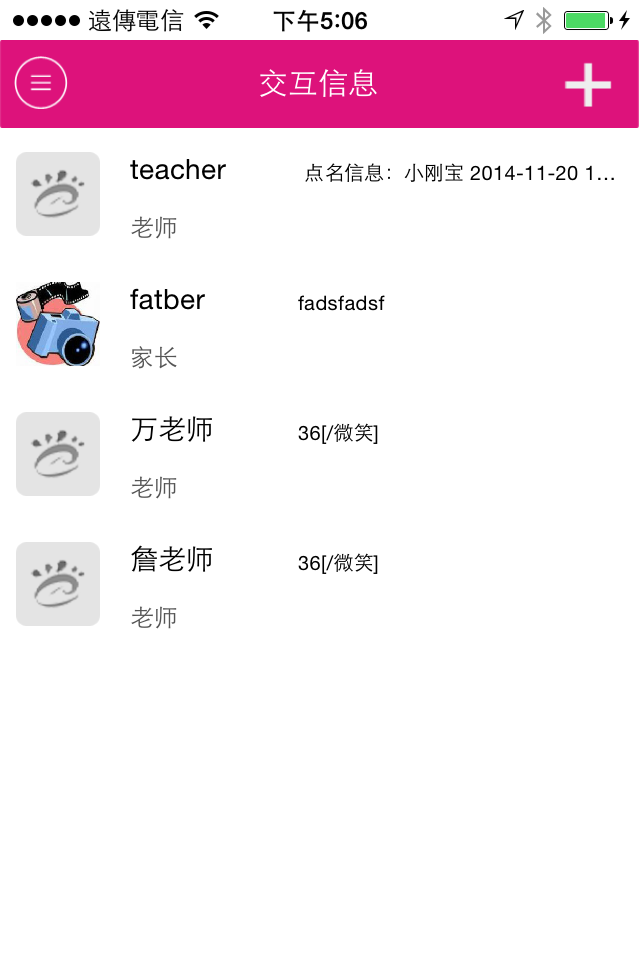 遠傳電信 下午5:06
交互信息
teacher 点名信息：小刚宝 2014-11-20 1...
老师
fatber fadsfadsf
家长
万老师 36[/微笑]
老师
詹老师 36[/微笑]
老师